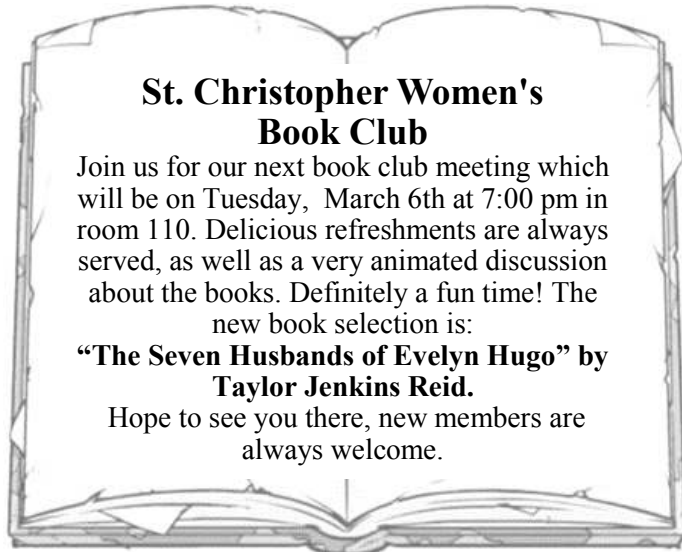 St. Christopher Women's
Book Club
Join us for our next book club meeting which
will be on Tuesday,  March 6th at 7:00 pm in
room 110. Delicious refreshments are always
served, as well as a very animated discussion
about the books. Definitely a fun time! The
new book selection is:
“The Seven Husbands of Evelyn Hugo” by
Taylor Jenkins Reid.
Hope to see you there, new members are
always welcome.